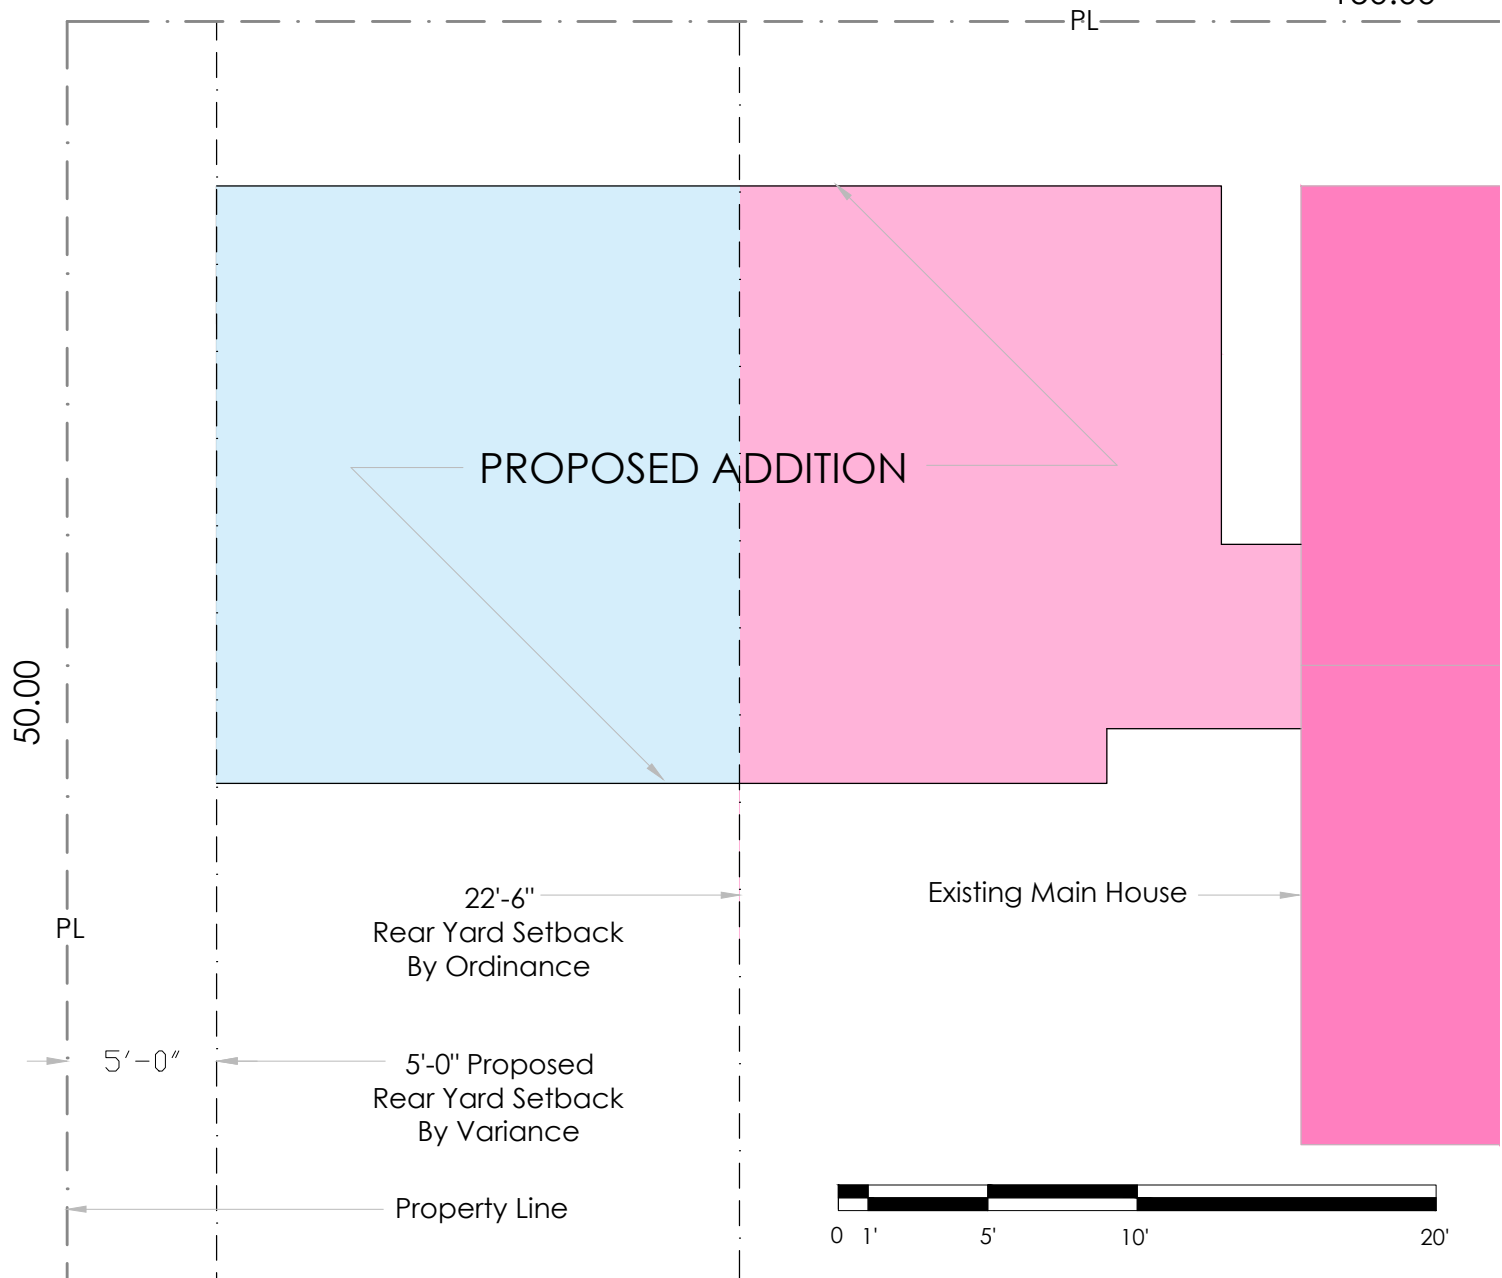 PL
PROPOSED ADDITION
50.00
22'-6"
Rear Yard Setback
By Ordinance
Existing Main House
PL
5'-0"
5'-0" Proposed
Rear Yard Setback
By Variance
Property Line
0 1' 5' 10' 20'